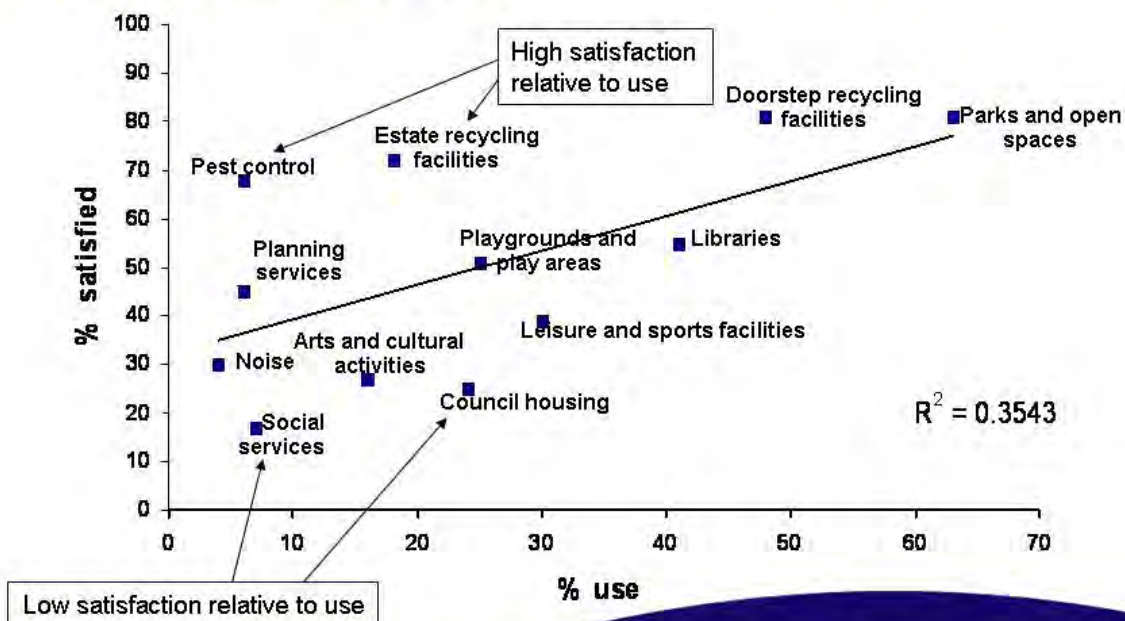 100
90
80
70
60
50
40
30
20
10
0
% satisfied
High satisfaction
relative to use
Doorstep recycling
facilities
Parks and open
spaces
Estate recycling
facilities
Pest control
Planning
services
Playgrounds and
play areas
Libraries
Leisure and sports facilities
Arts and cultural
activities
Noise
Council housing
Social
services
R² = 0.3543
0 10 20 30 40 50 60 70
% use
Low satisfaction relative to use